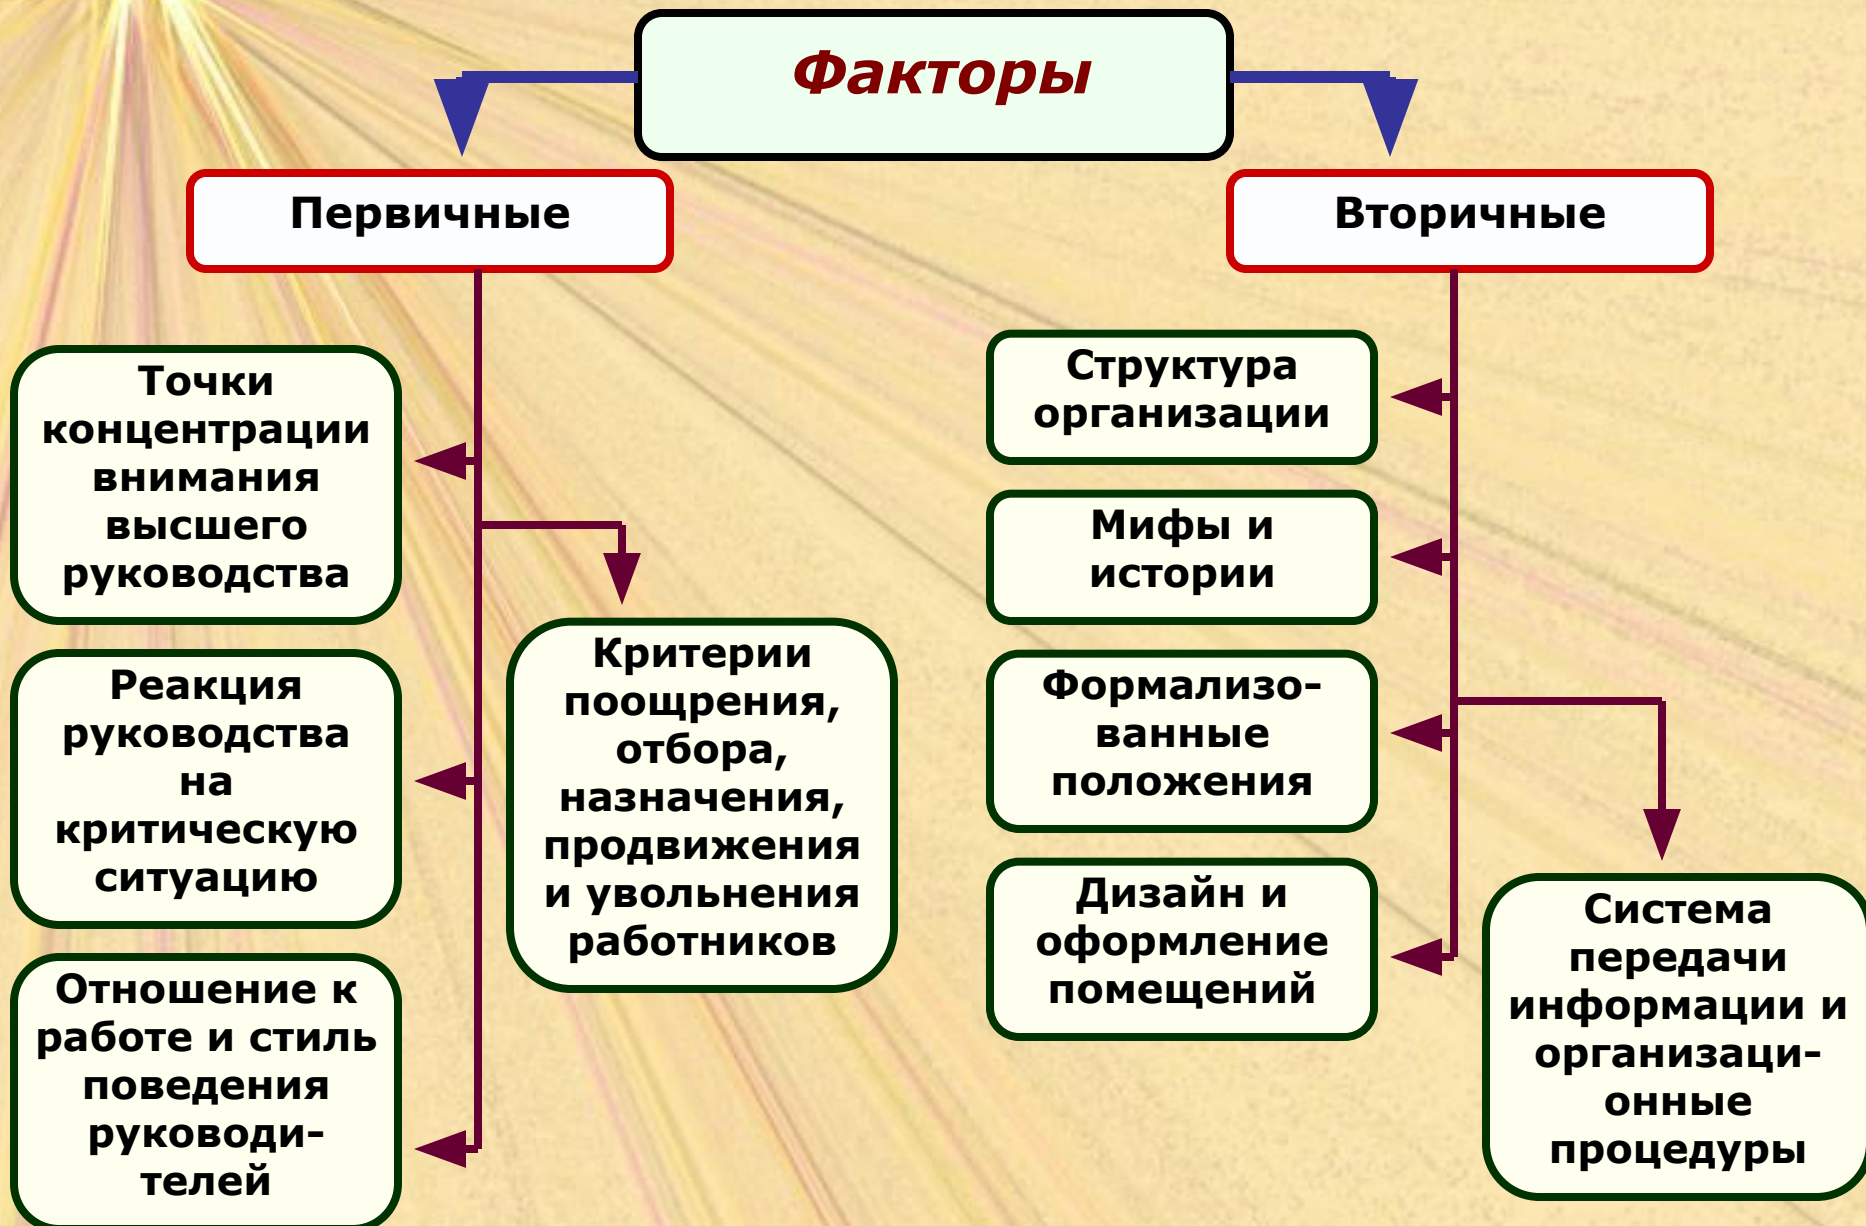 Факторы
Первичные
Вторичные
Точки
концентрации
внимания
высшего
руководства
Реакция
руководства
на
критическую
ситуацию
Отношение к
работе и стиль
поведения
руководи-
телей
Критерии
поощрения,
отбора,
назначения,
продвижения
и увольнения
работников
Структура
организации
Мифы и
истории
Формализо-
ванные
положения
Дизайн и
оформление
помещений
Система
передачи
информации и
организаци-
онные
процедуры